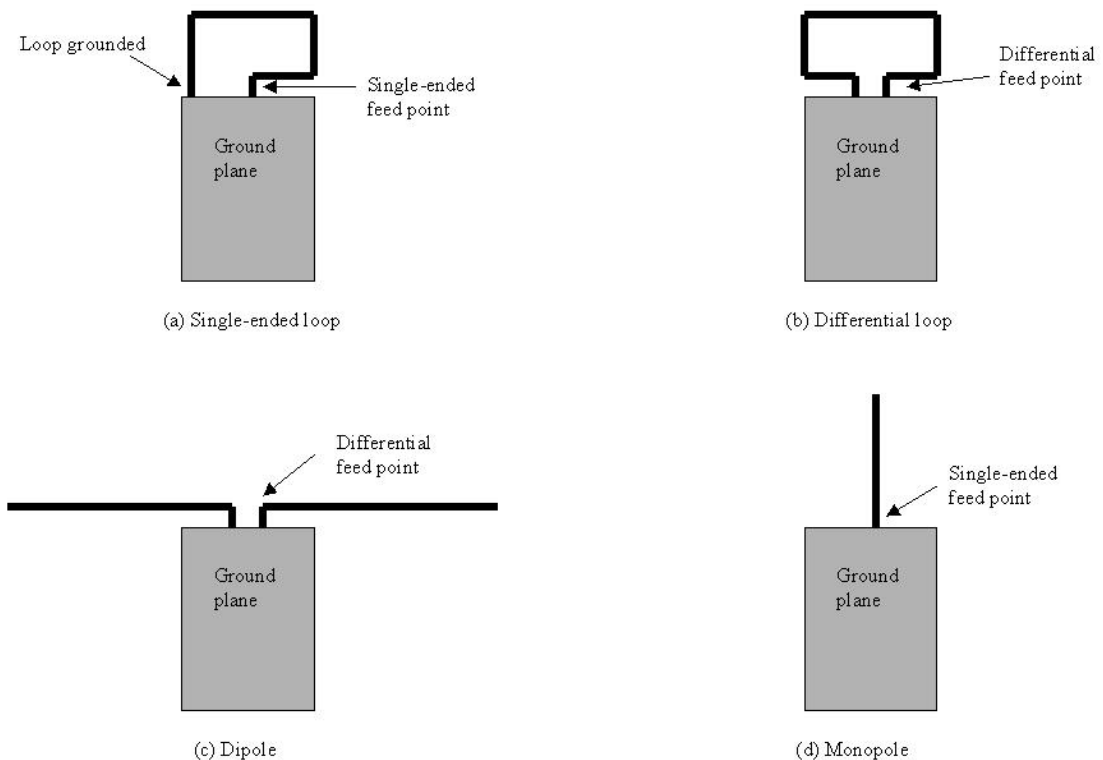 Loop grounded
Single-ended
feed point
Ground
plane
(a) Single-ended loop
Differential
feed point
Ground
plane
(b) Differential loop
Differential
feed point
Ground
plane
(c) Dipole
Single-ended
feed point
Ground
plane
(d) Monopole